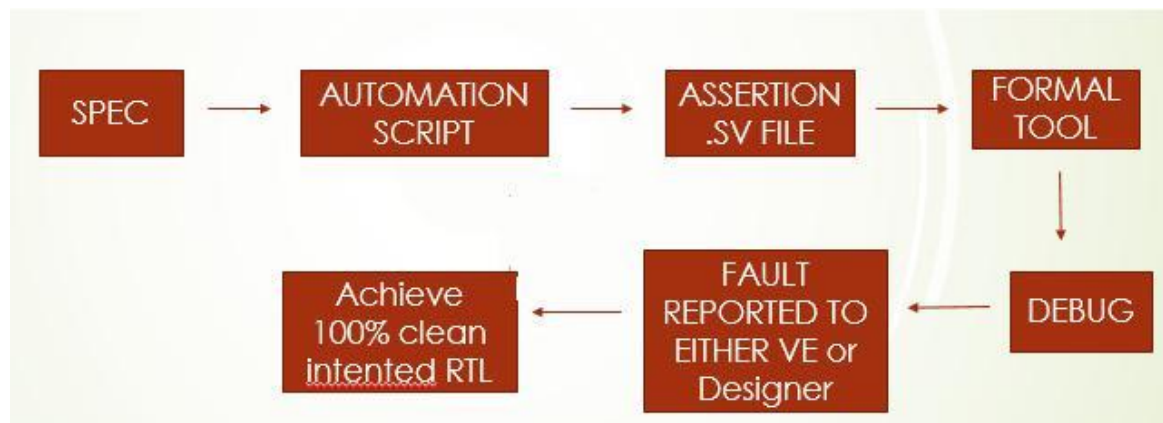 SPEC
AUTOMATION
SCRIPT
ASSERTION
.SV FILE
FORMAL
TOOL
Achieve
100% clean
intented RTL
FAULT
REPORTED TO
EITHER VE or
Designer
DEBUG